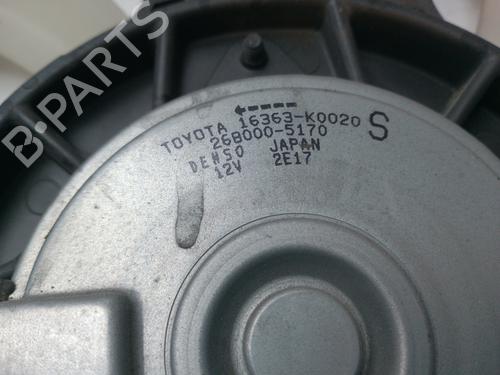 B-PARTS
TOYOTA 16363-K0020 S
268000-5170
DENSO JAPAN
12V 2E17